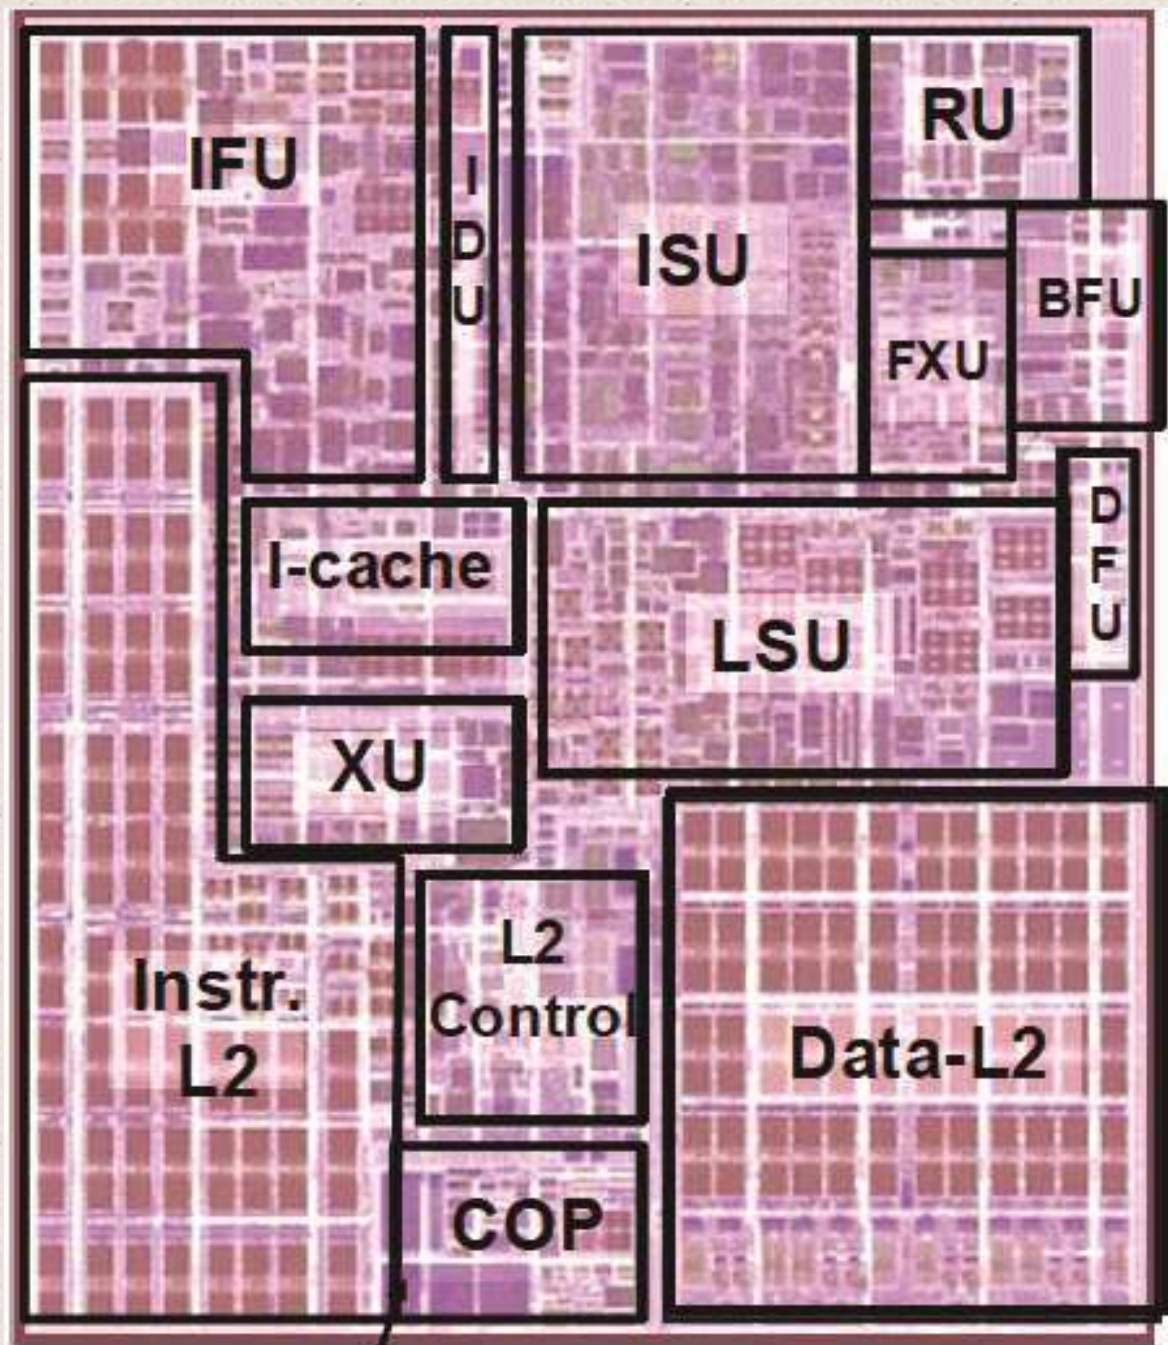 IFU
I
D
U
ISU
RU
FXU
BFU
I-cache
LSU
D
F
U
XU
Instr.
L2
L2
Control
COP
Data-L2